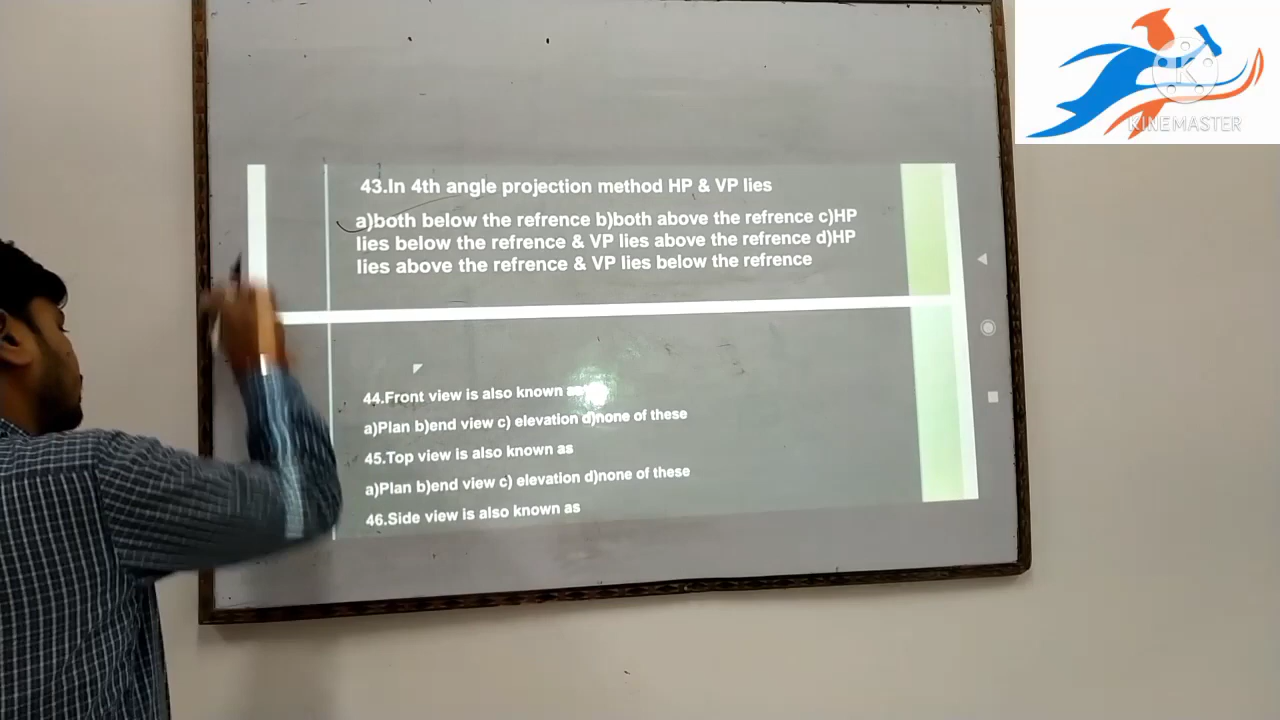 KINEMASTER
43.In 4th angle projection method HP & VP lies
a)both below the refrence b)both above the refrence c)HP
lies below the refrence & VP lies above the refrence d)HP
lies above the refrence & VP lies below the refrence
44.Front view is also known
a)Plan b)end view c) elevation d)none of these
45.Top view is also known as
a)Plan b)end view c) elevation d)none of these
46.Side view is also known as